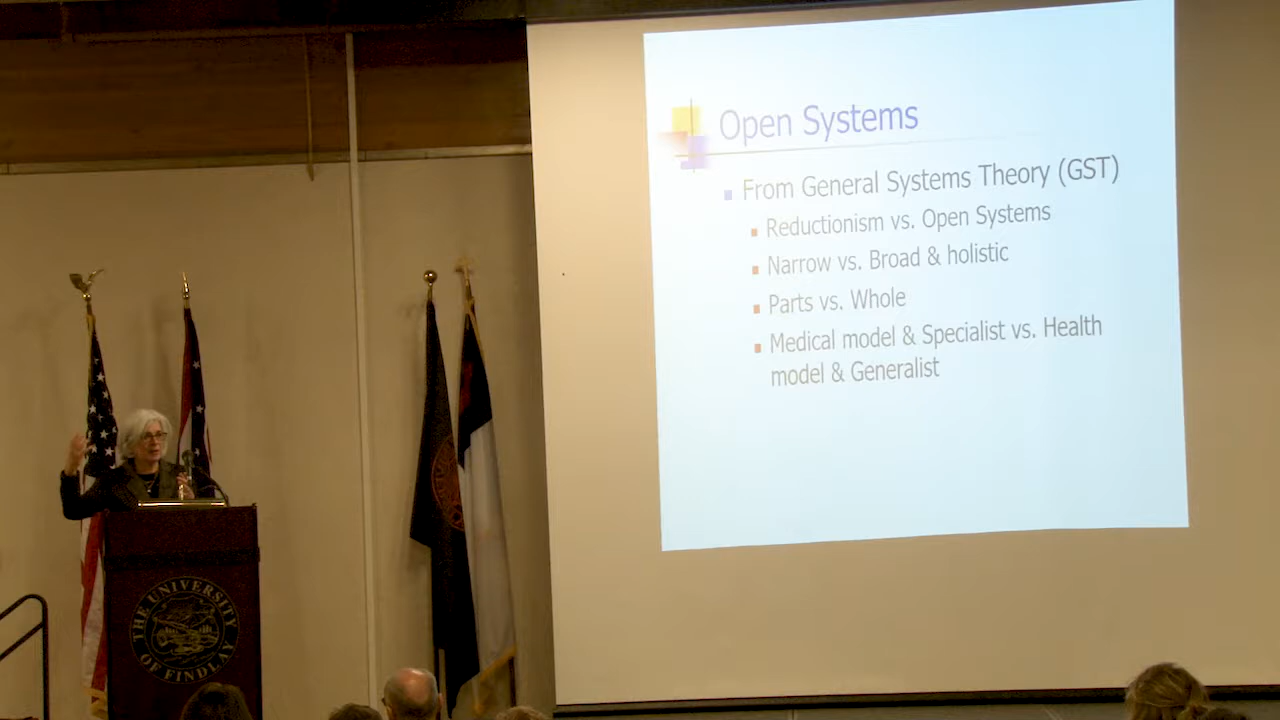 Open Systems
From General Systems Theory (GST)
Reductionism vs. Open Systems
Narrow vs. Broad & holistic
Parts vs. Whole
Medical model & Specialist vs. Health
model & Generalist
THE UNIVERSITY
OF FINDLAY